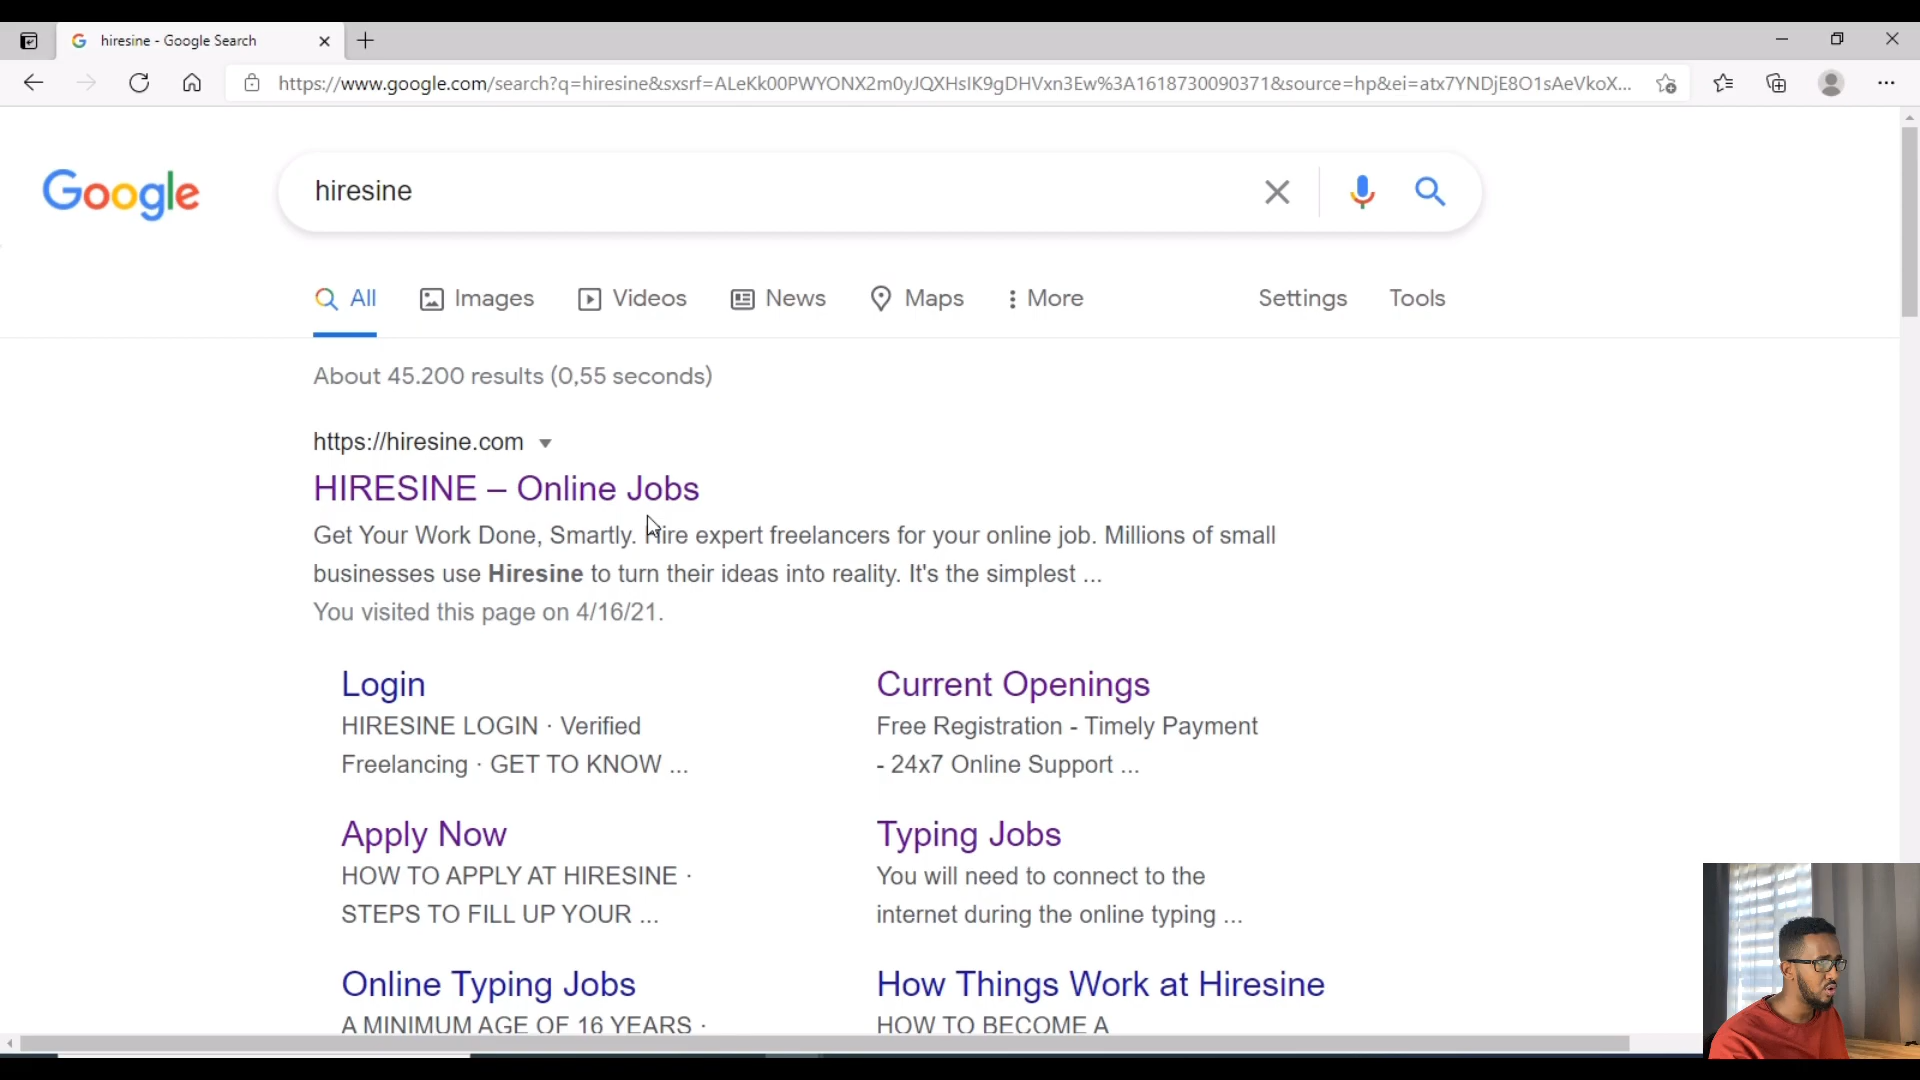 hiresine - Google Search
https://www.google.com/search?q=hiresine&sxsrf=ALeKk00PWYONX2m0yJQXHsIK9gDHVxn3Ew%3A1618730090371&source=hp&ei=atx7YNDjE8O1sAeVkoX...
Google
hiresine
All Images Videos News Maps More Settings Tools
About 45.200 results (0,55 seconds)
https://hiresine.com
HIRESINE – Online Jobs
Get Your Work Done, Smartly. Hire expert freelancers for your online job. Millions of small
businesses use Hiresine to turn their ideas into reality. It's the simplest ...
You visited this page on 4/16/21.
Login
HIRESINE LOGIN · Verified
Freelancing · GET TO KNOW ...
Current Openings
Free Registration - Timely Payment
- 24x7 Online Support ...
Apply Now
HOW TO APPLY AT HIRESINE ·
STEPS TO FILL UP YOUR ...
Typing Jobs
You will need to connect to the
internet during the online typing ...
Online Typing Jobs
A MINIMUM AGE OF 16 YEARS ·
How Things Work at Hiresine
HOW TO BECOME A